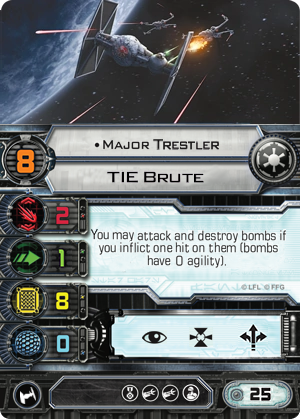 • Major Trestler
8
TIE Brute
2
You may attack and destroy bombs if
you inflict one hit on them (bombs
have 0 agility).
1
© LFL © FFG
8
0
25